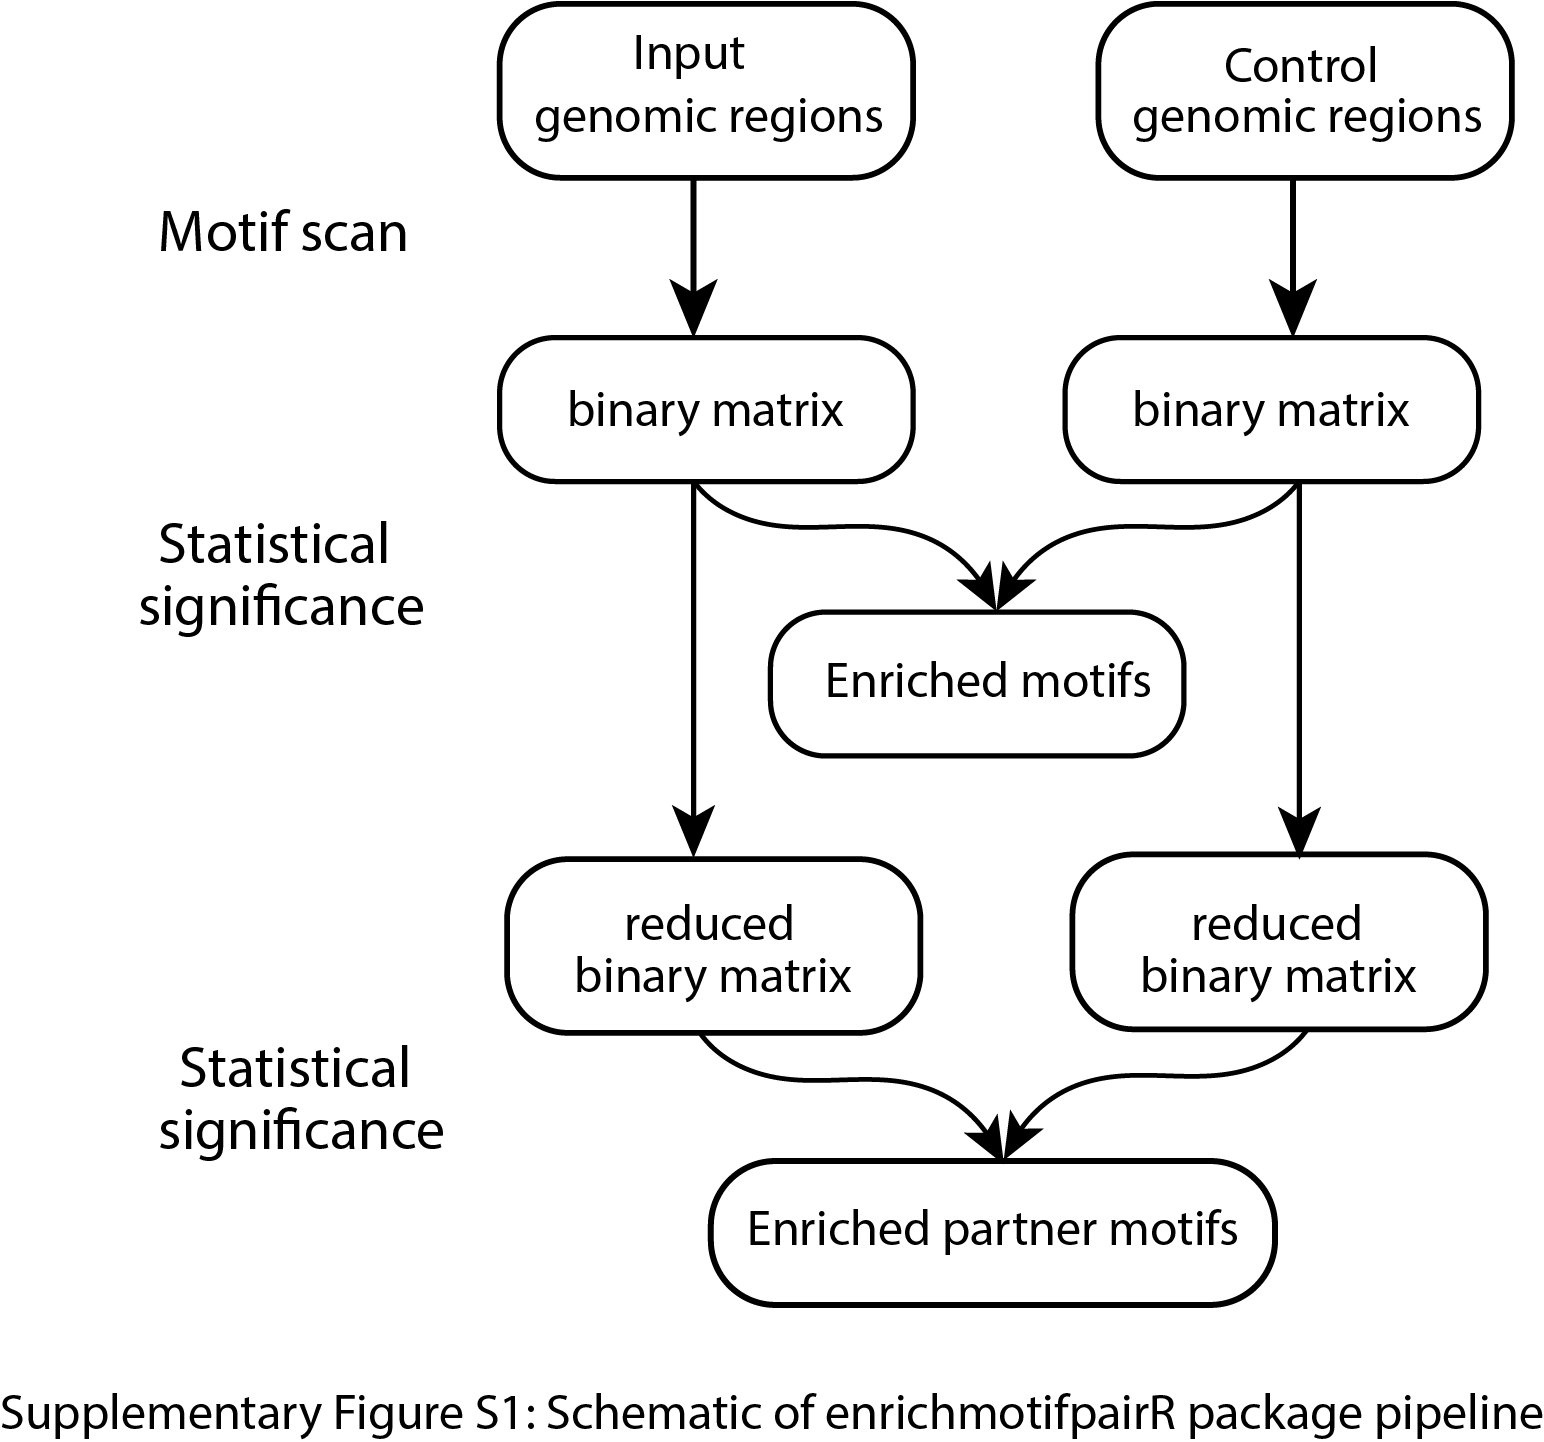 Input
genomic regions
Control
genomic regions
Motif scan
binary matrix
binary matrix
Statistical
significance
Enriched motifs
reduced
binary matrix
reduced
binary matrix
Statistical
significance
Enriched partner motifs
Supplementary Figure S1: Schematic of enrichmotifpairR package pipeline